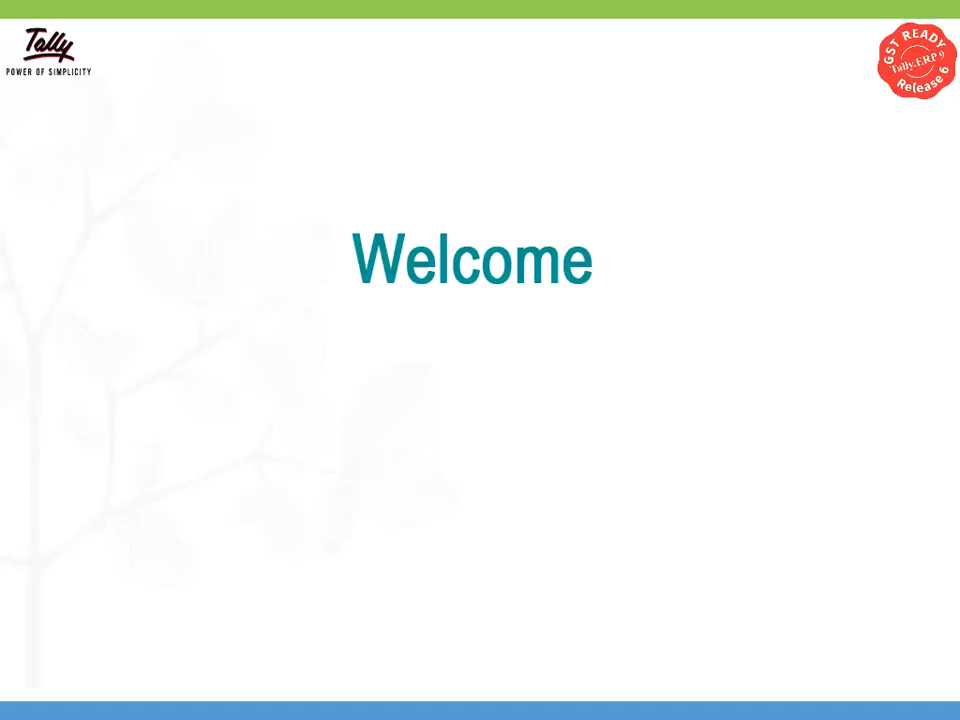 Tally
POWER OF SIMPLICITY
GST READY
Tally.ERP 9
Release 6
Welcome